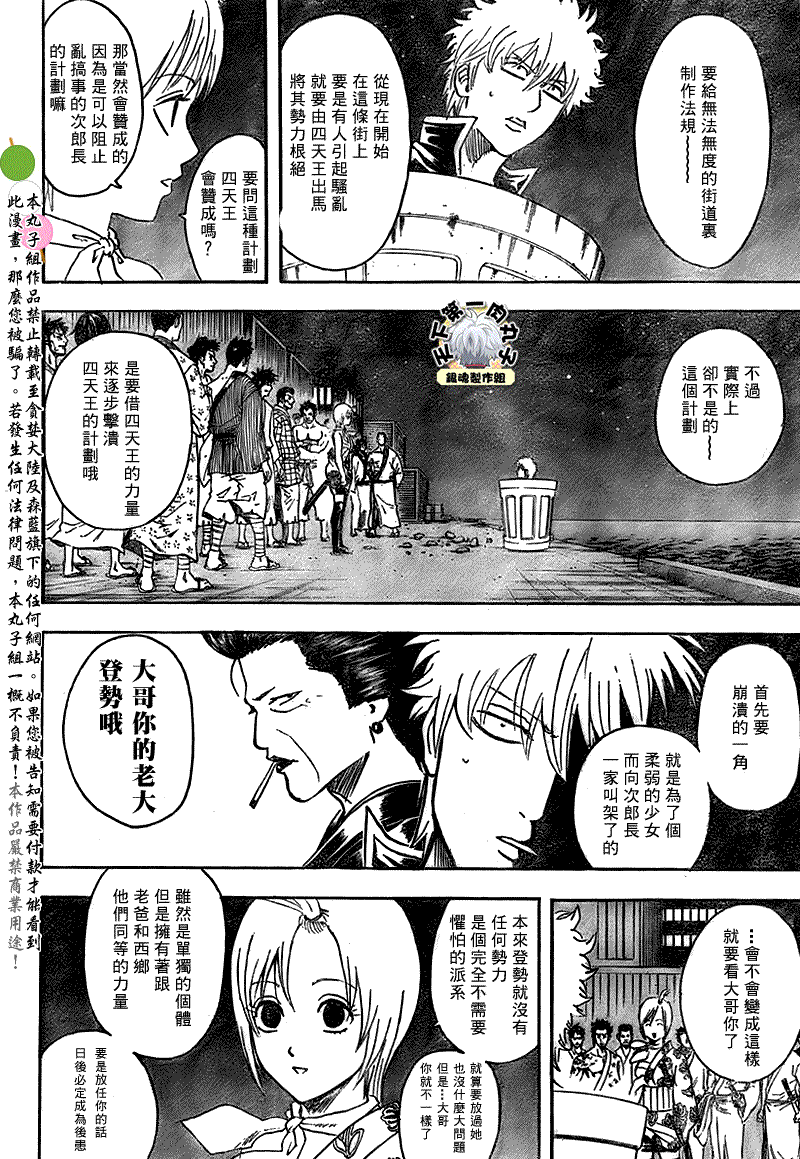 要給無法無度的街道裏
制作法規~~~~
從現在開始
在這條街上
要是有人引起騷亂
就要由四天王出馬
將其勢力根絕
要問這種計劃
四天王
會贊成嗎?
那當然會贊成的
因為是可以阻止
亂搞事的次郎長
的計劃嘛
不過
實際上
卻不是的~
這個計劃
天下第一肉丸子
銀魂製作組
是要借四天王的力量
來逐步擊潰
四天王的計劃哦
首先要
崩潰的一角
就是為了個
柔弱的少女
而向次郎長
一家叫架了的
大哥你的老大
登勢哦
…會不會變成這樣
就要看大哥你了
本來登勢就沒有
任何勢力
是個完全不需要
懼怕的派系
就算要放過她
也沒什麼大問題
但是…大哥
你就不一樣了
雖然是單獨的個體
但是擁有著跟
老爸和西鄉
他們同等的力量
要是放任你的話
日後必定成為後患
本丸子組作品禁止轉載至貪婪大陸及森藍旗下的任何網站。如果您被告知需要付款才能看到
此漫畫，那麼您被騙了。若發生任何法律問題，本丸子組一概不負責！本作品嚴禁商業用途！